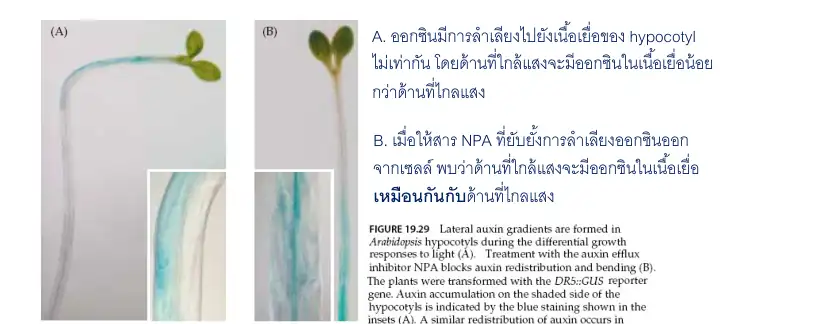 (A)
(B)
A. ออกซินมีการลำเลียงไปยังเนื้อเยื่อของ hypocotyl
ไม่เท่ากัน โดยด้านที่ใกล้แสงจะมีออกซินในเนื้อเยื่อน้อย
กว่าด้านที่ไกลแสง
B. เมื่อให้สาร NPA ที่ยับยั้งการลำเลียงออกซินออก
จากเซลล์ พบว่าด้านที่ใกล้แสงจะมีออกซินในเนื้อเยื่อ
เหมือนกันกับด้านที่ไกลแสง
FIGURE 19.29 Lateral auxin gradients are formed in
Arabidopsis hypocotyls during the differential growth
responses to light (A). Treatment with the auxin efflux
inhibitor NPA blocks auxin redistribution and bending (B).
The plants were transformed with the DR5::GUS reporter
gene. Auxin accumulation on the shaded side of the
hypocotyls is indicated by the blue staining shown in the
insets (A). A similar redistribution of auxin occurs in